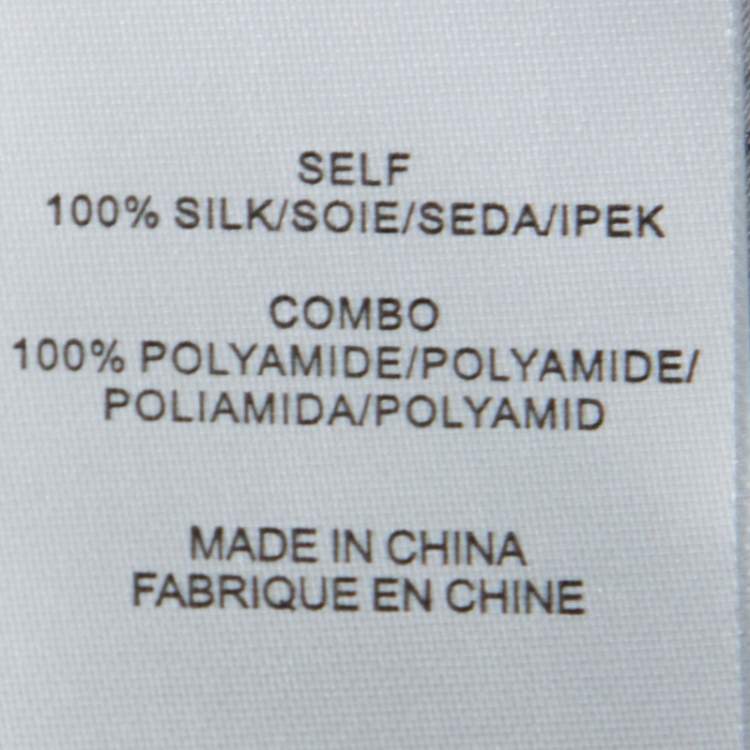 SELF
100% SILK/SOIE/SEDA/IPEK
COMBO
100% POLYAMIDE/POLYAMIDE/
POLIAMIDA/POLYAMID
MADE IN CHINA
FABRIQUE EN CHINE